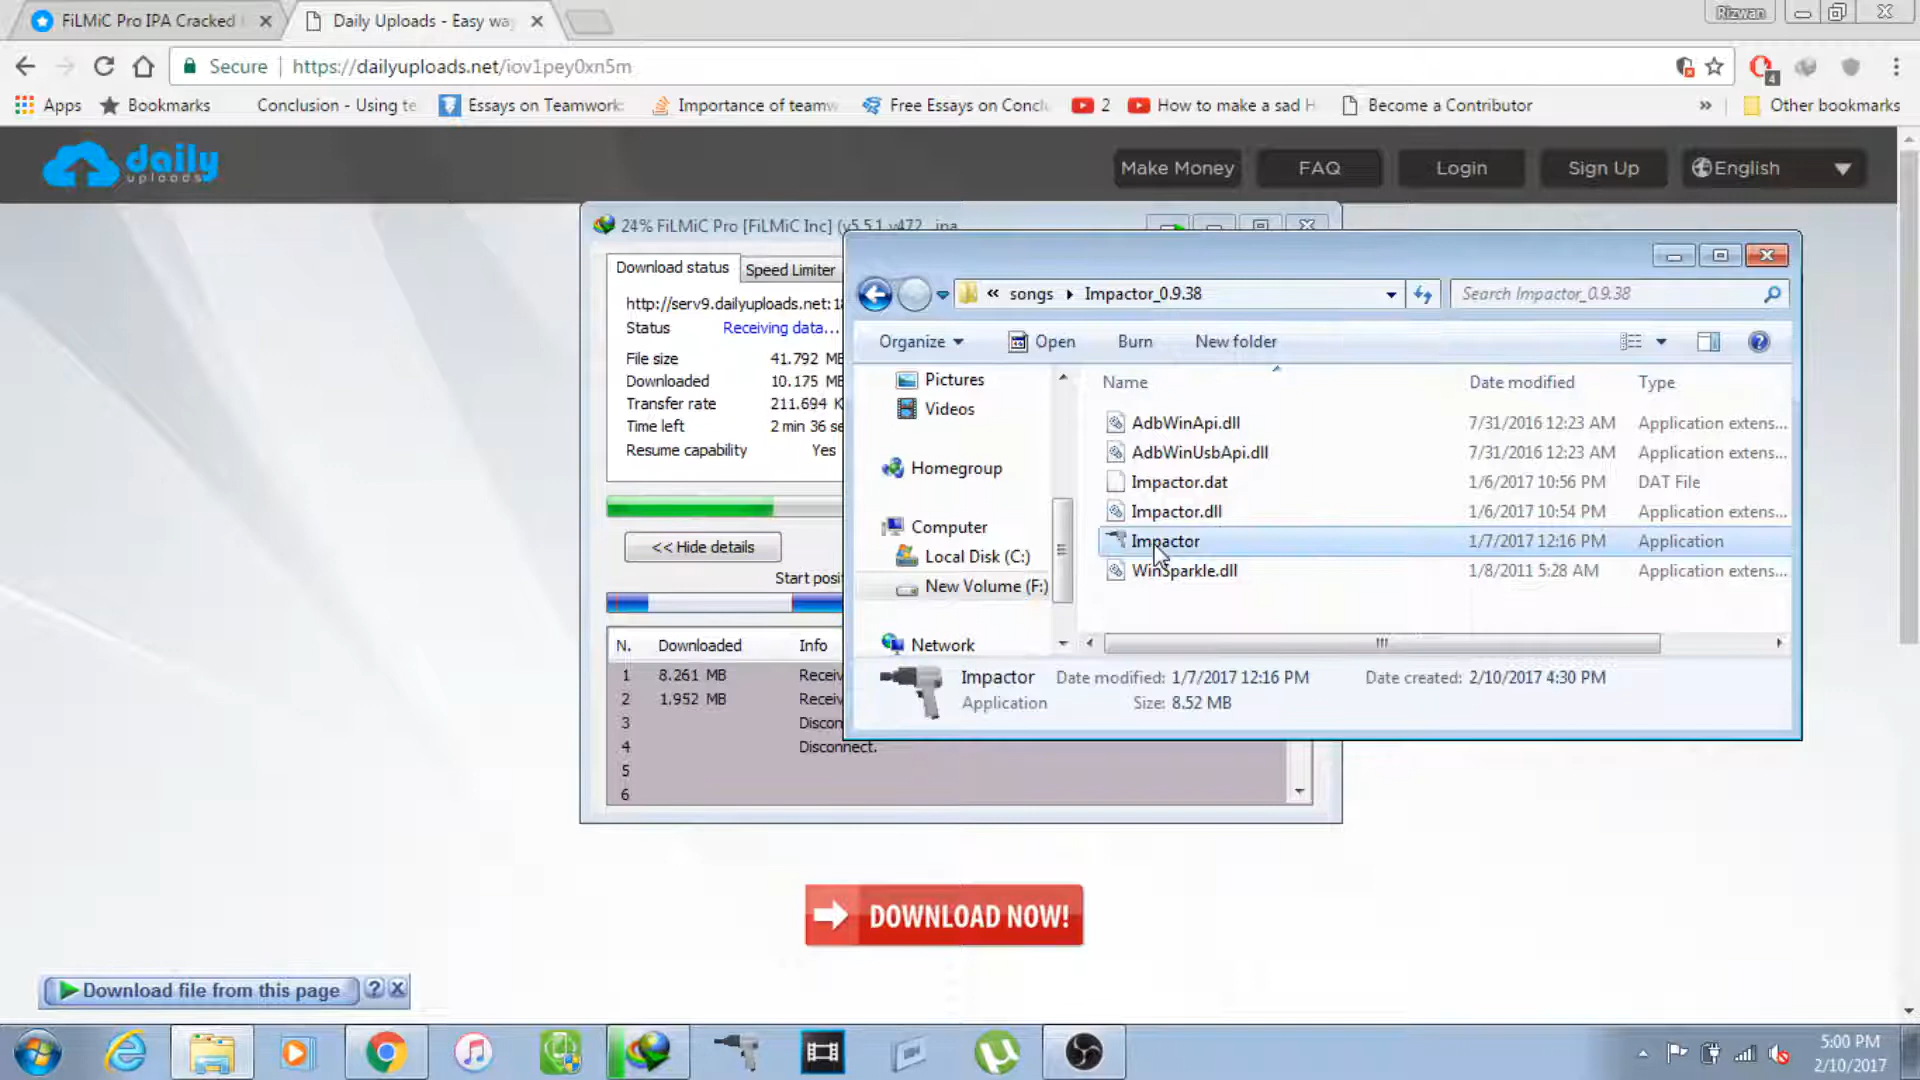 FiLMiC Pro IPA Cracked
Daily Uploads - Easy wa
Rizwan
Secure | https://dailyuploads.net/iov1pey0xn5m
4
Apps Bookmarks Conclusion - Using te Essays on Teamwork: Importance of teamw Free Essays on Conclu 2 How to make a sad H Become a Contributor » Other bookmarks
daily uploads
Make Money FAQ Login Sign Up English
24% FiLMiC Pro [FiLMiC Inc] (v5.5.1 v472 .ipa
Download status Speed Limiter
http://serv9.dailyuploads.net:18
Status Receiving data...
File size 41.792 MB
Downloaded 10.175 MB
Transfer rate 211.694 K
Time left 2 min 36 se
Resume capability Yes
<< Hide details
Start posit
N. Downloaded Info
1 8.261 MB Receiv
2 1.952 MB Receiv
3 Discon
4 Disconnect.
5
6
« songs Impactor_0.9.38
Search Impactor_0.9.38
Organize Open Burn New folder
Pictures
Videos
Homegroup
Computer
Local Disk (C:)
New Volume (F:)
Network
Name Date modified Type
AdbWinApi.dll 7/31/2016 12:23 AM Application extens...
AdbWinUsbApi.dll 7/31/2016 12:23 AM Application extens...
Impactor.dat 1/6/2017 10:56 PM DAT File
Impactor.dll 1/6/2017 10:54 PM Application extens...
Impactor 1/7/2017 12:16 PM Application
WinSparkle.dll 1/8/2011 5:28 AM Application extens...
Impactor Date modified: 1/7/2017 12:16 PM Date created: 2/10/2017 4:30 PM
Application Size: 8.52 MB
DOWNLOAD NOW!
Download file from this page ? X
5:00 PM
2/10/2017